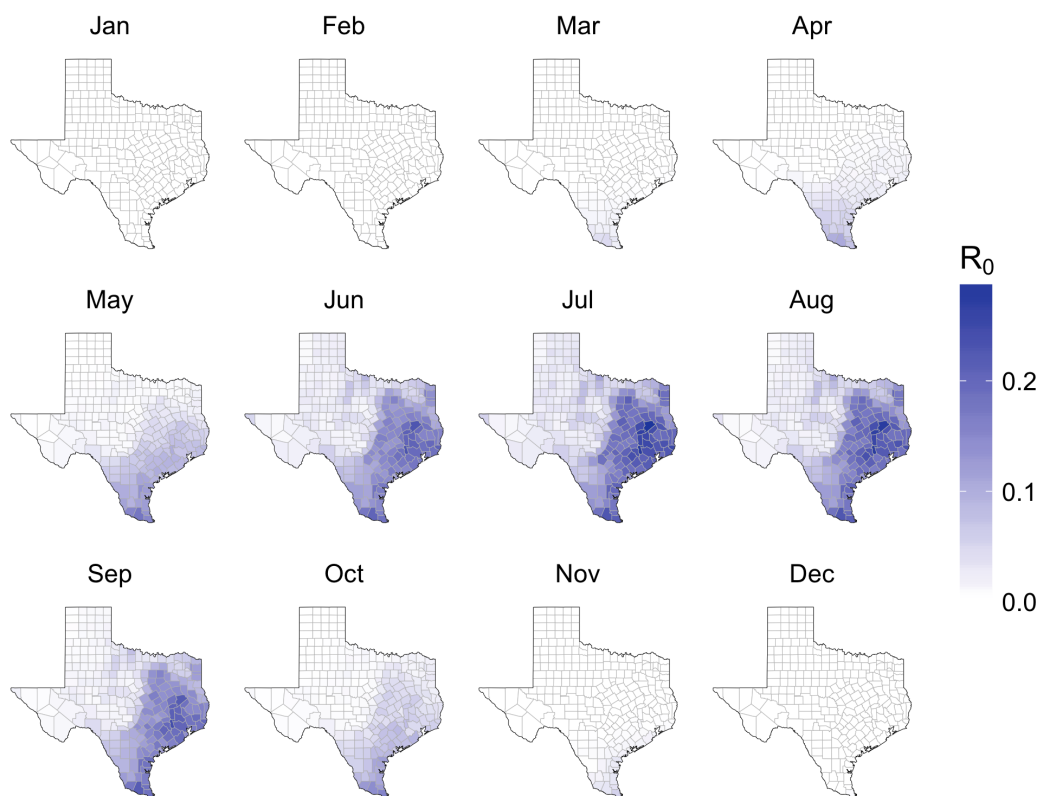 Jan Feb Mar Apr
R₀
May Jun Jul Aug
0.2
0.1
Sep Oct Nov Dec
0.0